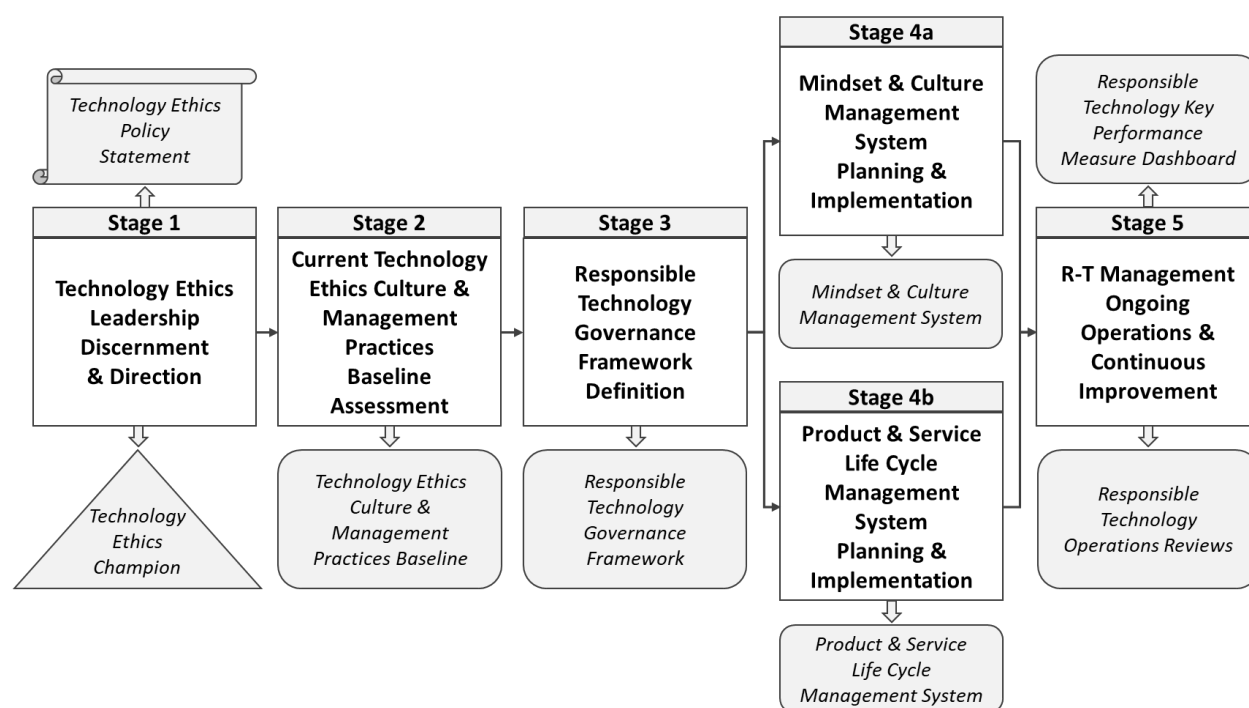 Technology Ethics
Policy
Statement
Stage 1
Technology Ethics
Leadership
Discernment
& Direction
Technology
Ethics
Champion
Stage 2
Current Technology
Ethics Culture &
Management
Practices
Baseline
Assessment
Technology Ethics
Culture &
Management
Practices Baseline
Stage 3
Responsible
Technology
Governance
Framework
Definition
Responsible
Technology
Governance
Framework
Stage 4a
Mindset & Culture
Management
System
Planning &
Implementation
Mindset & Culture
Management System
Stage 4b
Product & Service
Life Cycle
Management
System
Planning &
Implementation
Product & Service
Life Cycle
Management System
Responsible
Technology Key
Performance
Measure Dashboard
Stage 5
R-T Management
Ongoing
Operations &
Continuous
Improvement
Responsible
Technology
Operations Reviews